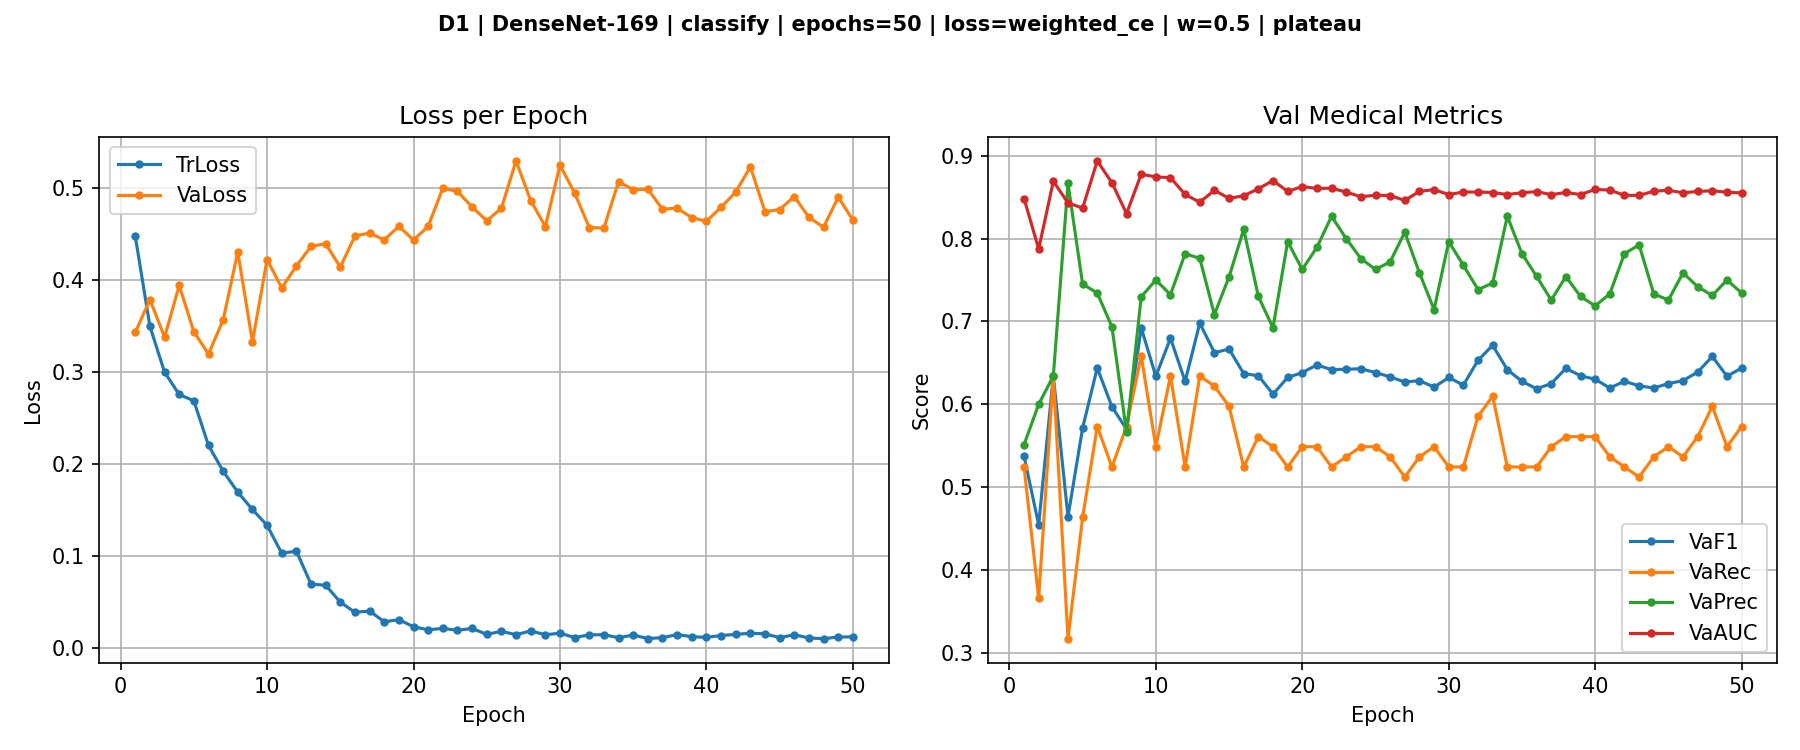 D1 | DenseNet-169 | classify | epochs=50 | loss=weighted_ce | w=0.5 | plateau
Loss per Epoch
TrLoss
VaLoss
0.5
0.4
0.3
0.2
0.1
0.0
Loss
0 10 20 30 40 50
Epoch
Val Medical Metrics
0.9
0.8
0.7
0.6
0.5
0.4
0.3
Score
VaF1
VaRec
VaPrec
VaAUC
0 10 20 30 40 50
Epoch